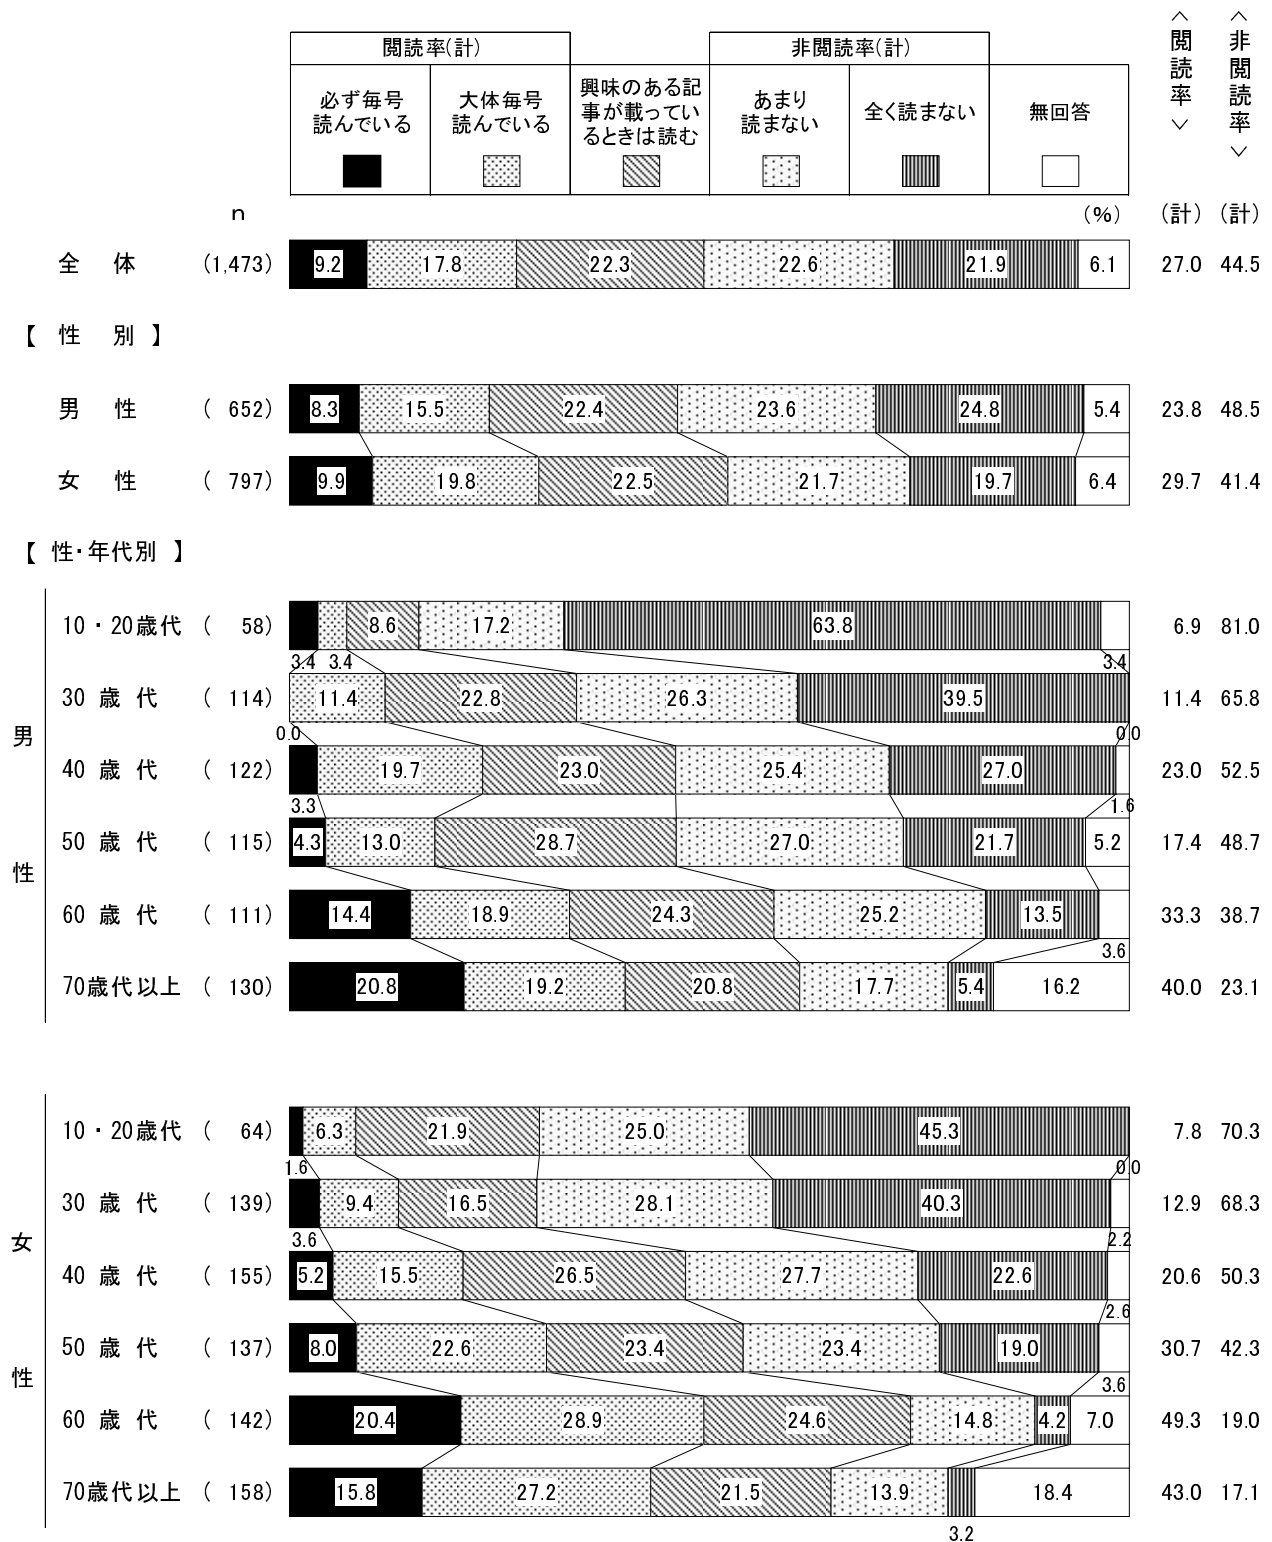 〈閲読率〉 〈非閲読率〉
閲読率(計) 非閲読率(計)
必ず毎号読んでいる 大体毎号読んでいる 興味のある記事が載っているときは読む あまり読まない 全く読まない 無回答
n (%) (計) (計)
全体 (1,473) 9.2 17.8 22.3 22.6 21.9 6.1 27.0 44.5
【性別】
男性 (652) 8.3 15.5 22.4 23.6 24.8 5.4 23.8 48.5
女性 (797) 9.9 19.8 22.5 21.7 19.7 6.4 29.7 41.4
【性・年代別】
男性
10・20歳代 (58) 3.4 3.4 8.6 17.2 63.8 3.4 6.9 81.0
30歳代 (114) 0.0 11.4 22.8 26.3 39.5 0.0 11.4 65.8
40歳代 (122) 3.3 19.7 23.0 25.4 27.0 1.6 23.0 52.5
50歳代 (115) 4.3 13.0 28.7 27.0 21.7 5.2 17.4 48.7
60歳代 (111) 14.4 18.9 24.3 25.2 13.5 3.6 33.3 38.7
70歳代以上 (130) 20.8 19.2 20.8 17.7 5.4 16.2 40.0 23.1
女性
10・20歳代 (64) 1.6 6.3 21.9 25.0 45.3 0.0 7.8 70.3
30歳代 (139) 3.6 9.4 16.5 28.1 40.3 2.2 12.9 68.3
40歳代 (155) 5.2 15.5 26.5 27.7 22.6 2.6 20.6 50.3
50歳代 (137) 8.0 22.6 23.4 23.4 19.0 3.6 30.7 42.3
60歳代 (142) 20.4 28.9 24.6 14.8 4.2 7.0 49.3 19.0
70歳代以上 (158) 15.8 27.2 21.5 13.9 3.2 18.4 43.0 17.1